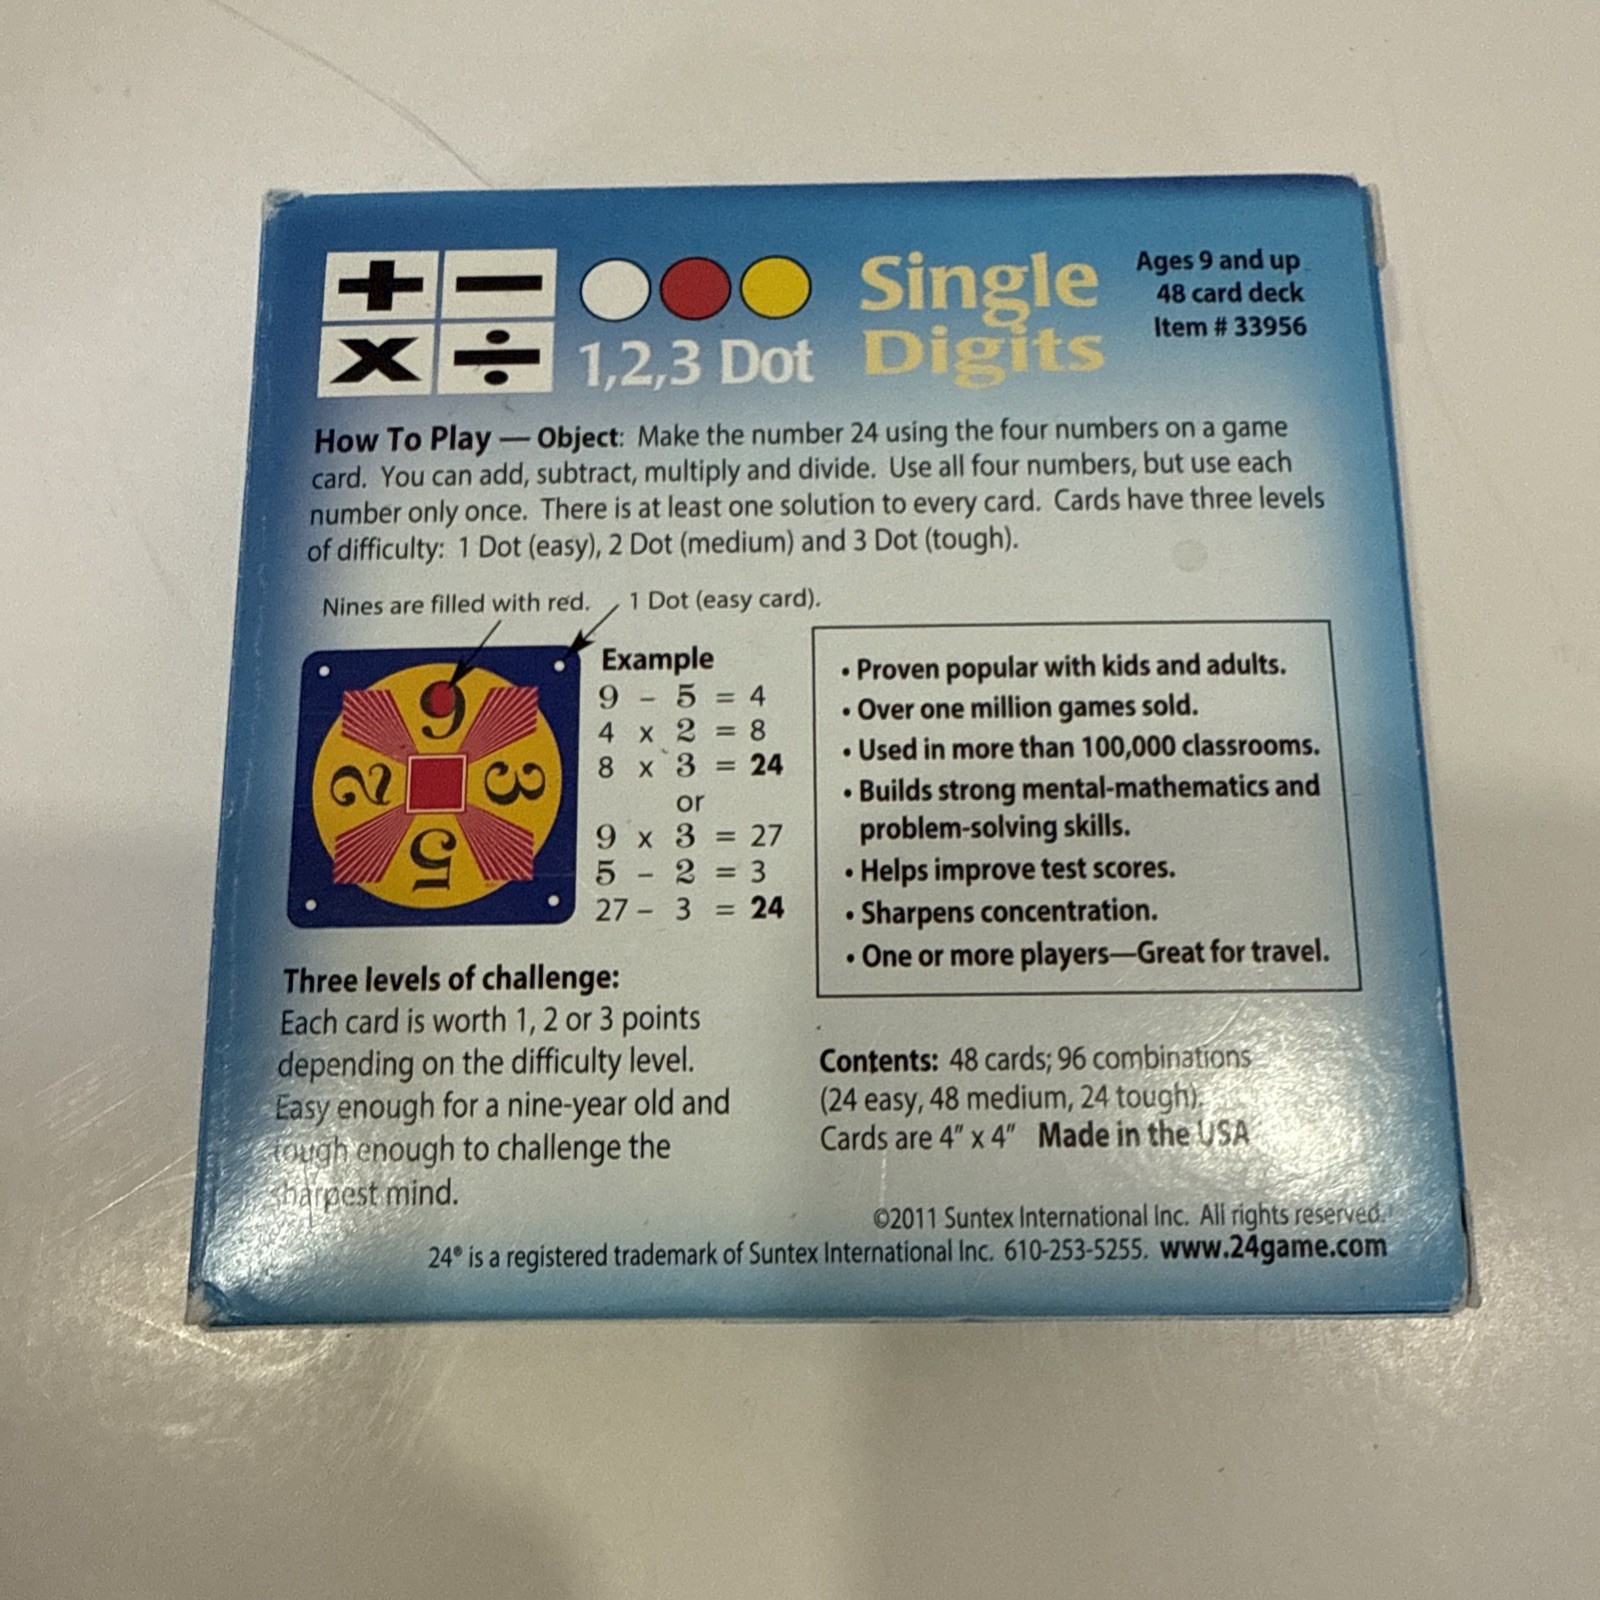 + −
× ÷
1,2,3 Dot
Single
Digits
Ages 9 and up
48 card deck
Item # 33956
How To Play — Object: Make the number 24 using the four numbers on a game
card. You can add, subtract, multiply and divide. Use all four numbers, but use each
number only once. There is at least one solution to every card. Cards have three levels
of difficulty: 1 Dot (easy), 2 Dot (medium) and 3 Dot (tough).
Nines are filled with red.
1 Dot (easy card).
9
2 3
5
Example
9 - 5 = 4
4 x 2 = 8
8 x 3 = 24
or
9 x 3 = 27
5 - 2 = 3
27 - 3 = 24
• Proven popular with kids and adults.
• Over one million games sold.
• Used in more than 100,000 classrooms.
• Builds strong mental-mathematics and
problem-solving skills.
• Helps improve test scores.
• Sharpens concentration.
• One or more players—Great for travel.
Three levels of challenge:
Each card is worth 1, 2 or 3 points
depending on the difficulty level.
Easy enough for a nine-year old and
tough enough to challenge the
sharpest mind.
Contents: 48 cards; 96 combinations
(24 easy, 48 medium, 24 tough).
Cards are 4" x 4" Made in the USA
©2011 Suntex International Inc. All rights reserved.
24® is a registered trademark of Suntex International Inc. 610-253-5255. www.24game.com